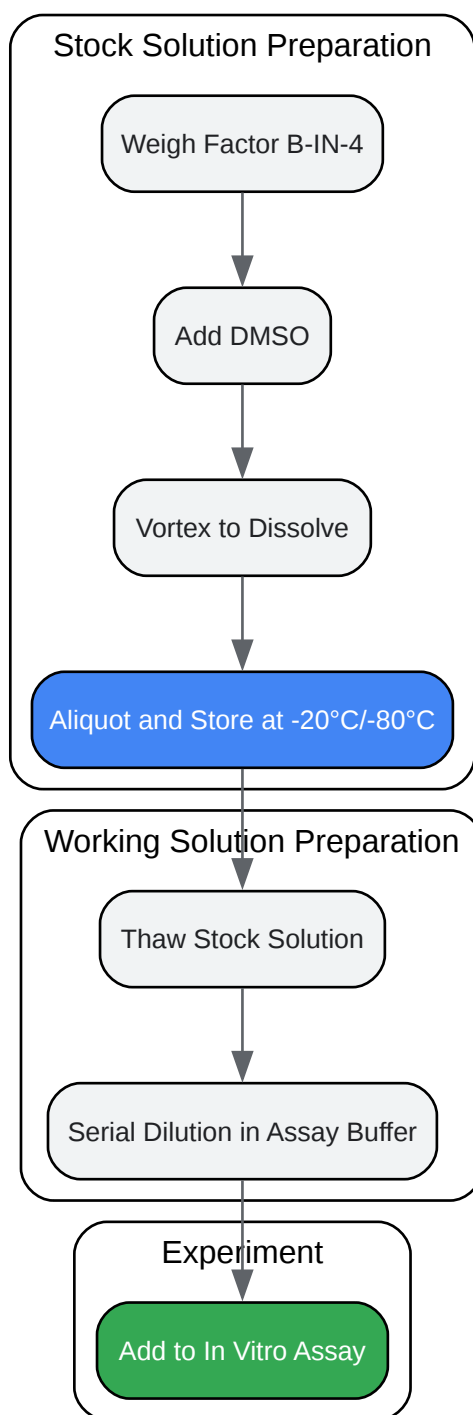 Stock Solution Preparation
Weigh Factor B-IN-4
Add DMSO
Vortex to Dissolve
Aliquot and Store at -20°C/-80°C
Working Solution Preparation
Thaw Stock Solution
Serial Dilution in Assay Buffer
Experiment
Add to In Vitro Assay